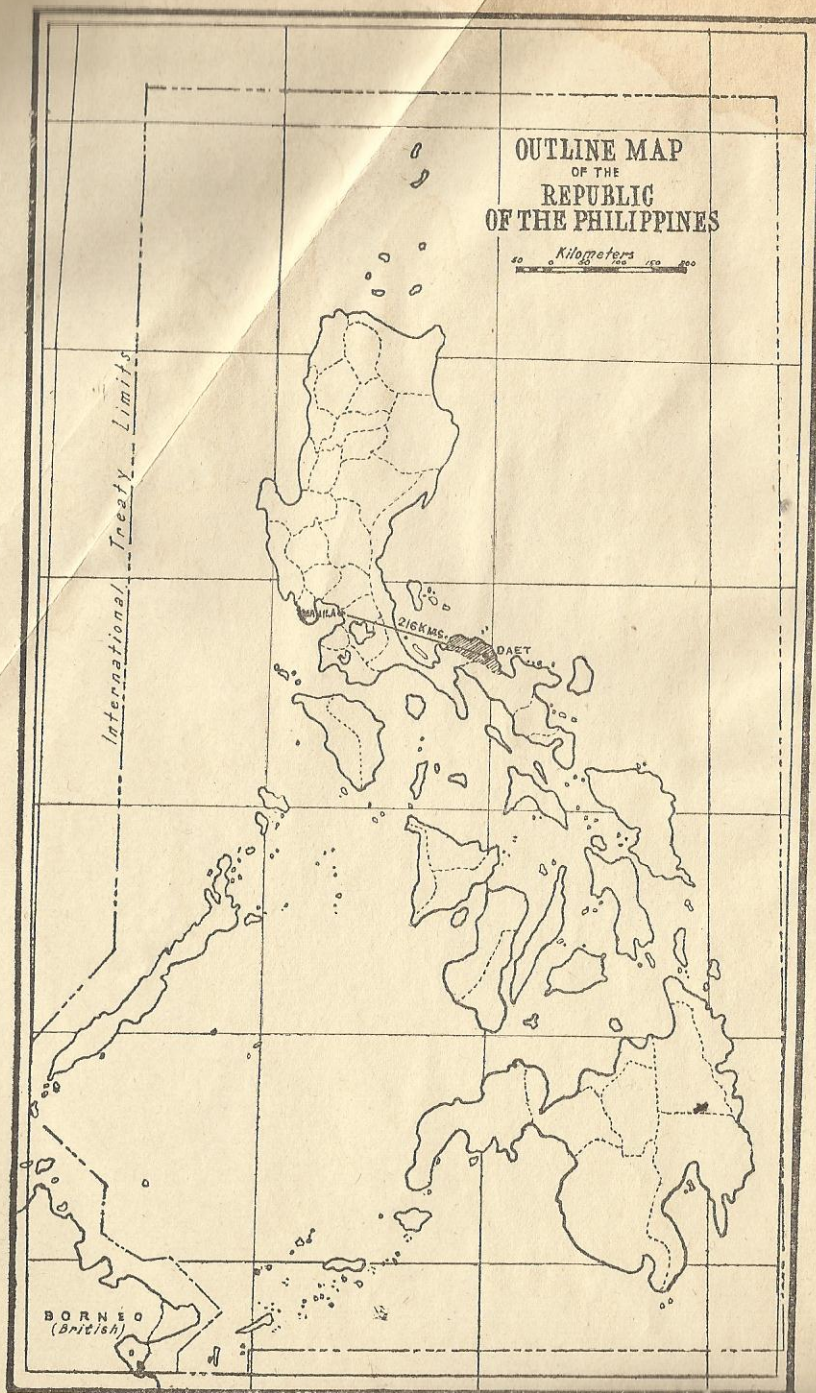 OUTLINE MAP
OF THE
REPUBLIC
OF THE PHILIPPINES
Kilometers
50 0 50 100 150 200
International Treaty Limits
MANILA
216 KMS.
DAET
BORNEO
(British)